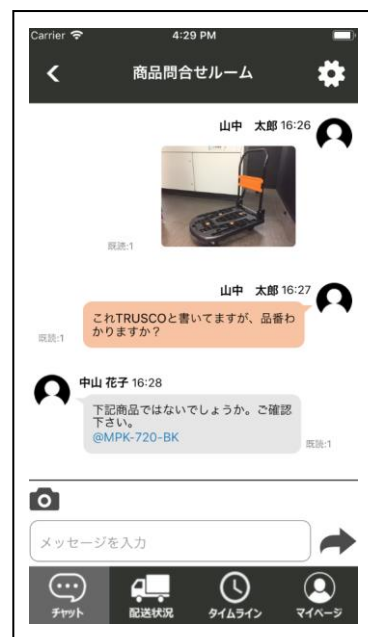 Carrier 4:29 PM
商品問合せルーム
山中　太郎 16:26
既読:1
山中　太郎 16:27
これTRUSCOと書いてますが、品番わ
かりますか？
既読:1
中山 花子 16:28
下記商品ではないでしょうか。ご確認
下さい。
@MPK-720-BK
既読:1
メッセージを入力
チャット 配送状況 タイムライン マイページ